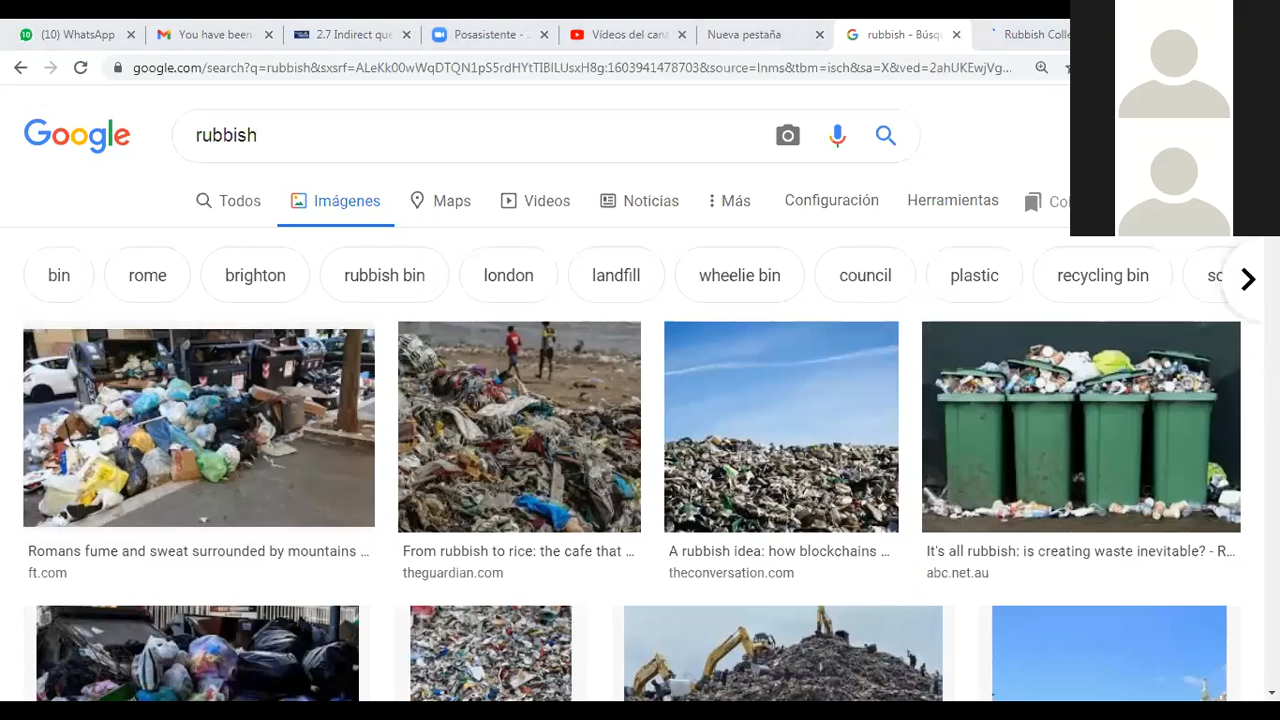 (10) WhatsApp
You have been
2.7 Indirect que
Posasistente -
Vídeos del cana
Nueva pestaña
rubbish - Búsqu
Rubbish Colle
google.com/search?q=rubbish&sxsrf=ALeKk00wWqDTQN1pS5rdHYtTIBILUsxH8g:1603941478703&source=lnms&tbm=isch&sa=X&ved=2ahUKEwjVg...
Google
rubbish
Todos
Imágenes
Maps
Videos
Noticias
Más
Configuración
Herramientas
bin
rome
brighton
rubbish bin
london
landfill
wheelie bin
council
plastic
recycling bin
Romans fume and sweat surrounded by mountains ...
ft.com
From rubbish to rice: the cafe that ...
theguardian.com
A rubbish idea: how blockchains ...
theconversation.com
It's all rubbish: is creating waste inevitable? - R...
abc.net.au